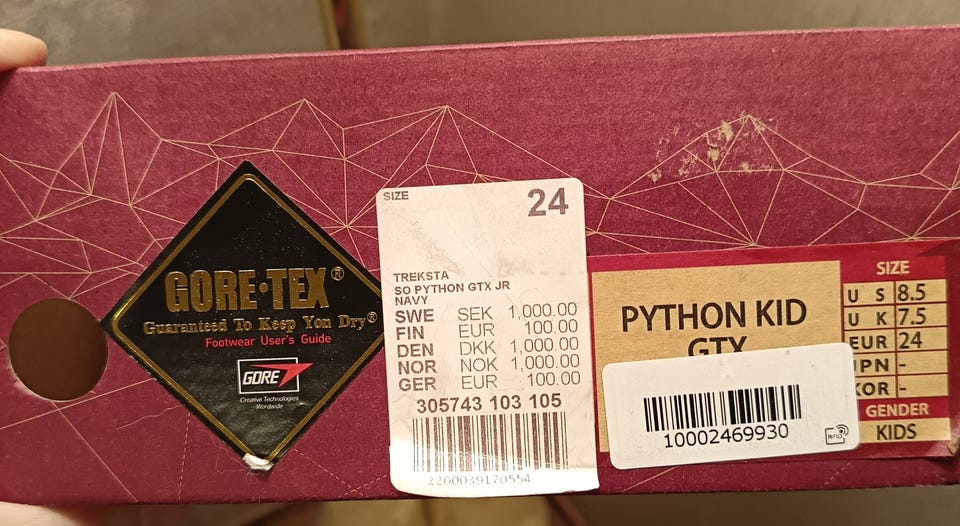 GORE-TEX®
Guaranteed To Keep You Dry®
Footwear User's Guide
GORE
Creative Technologies
Worldwide
SIZE 24
TREKSTA
SO PYTHON GTX JR
NAVY
SWE SEK 1,000.00
FIN EUR 100.00
DEN DKK 1,000.00
NOR NOK 1,000.00
GER EUR 100.00
305743 103 105
2200039170554
PYTHON KID
GTX
10002469930
RFID
SIZE
U S 8.5
U K 7.5
EUR 24
JPN -
KOR -
GENDER
KIDS